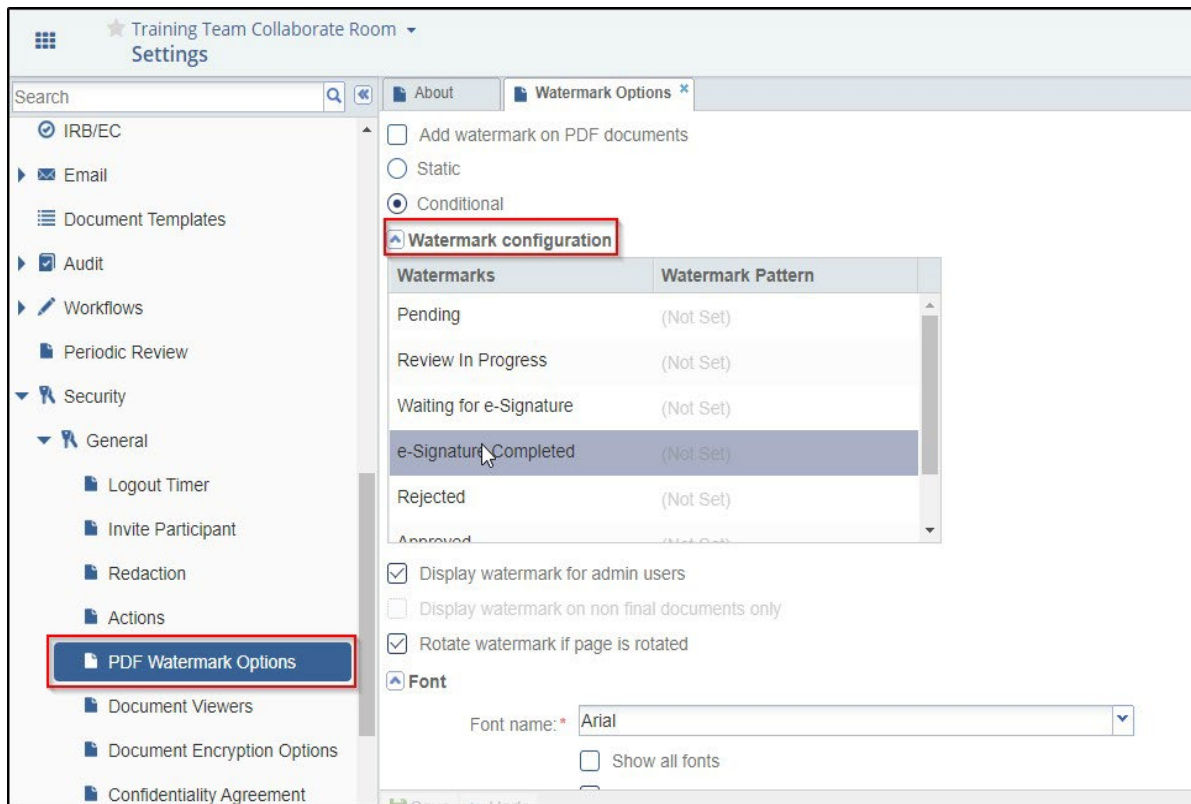 Training Team Collaborate Room
Settings
Search
IRB/EC
Email
Document Templates
Audit
Workflows
Periodic Review
Security
General
Logout Timer
Invite Participant
Redaction
Actions
PDF Watermark Options
Document Viewers
Document Encryption Options
Confidentiality Agreement
About
Watermark Options
Add watermark on PDF documents
Static
Conditional
Watermark configuration
Watermarks Watermark Pattern
Pending (Not Set)
Review In Progress (Not Set)
Waiting for e-Signature (Not Set)
e-Signature Completed (Not Set)
Rejected (Not Set)
Approved (Not Set)
Display watermark for admin users
Display watermark on non final documents only
Rotate watermark if page is rotated
Font
Font name:* Arial
Show all fonts